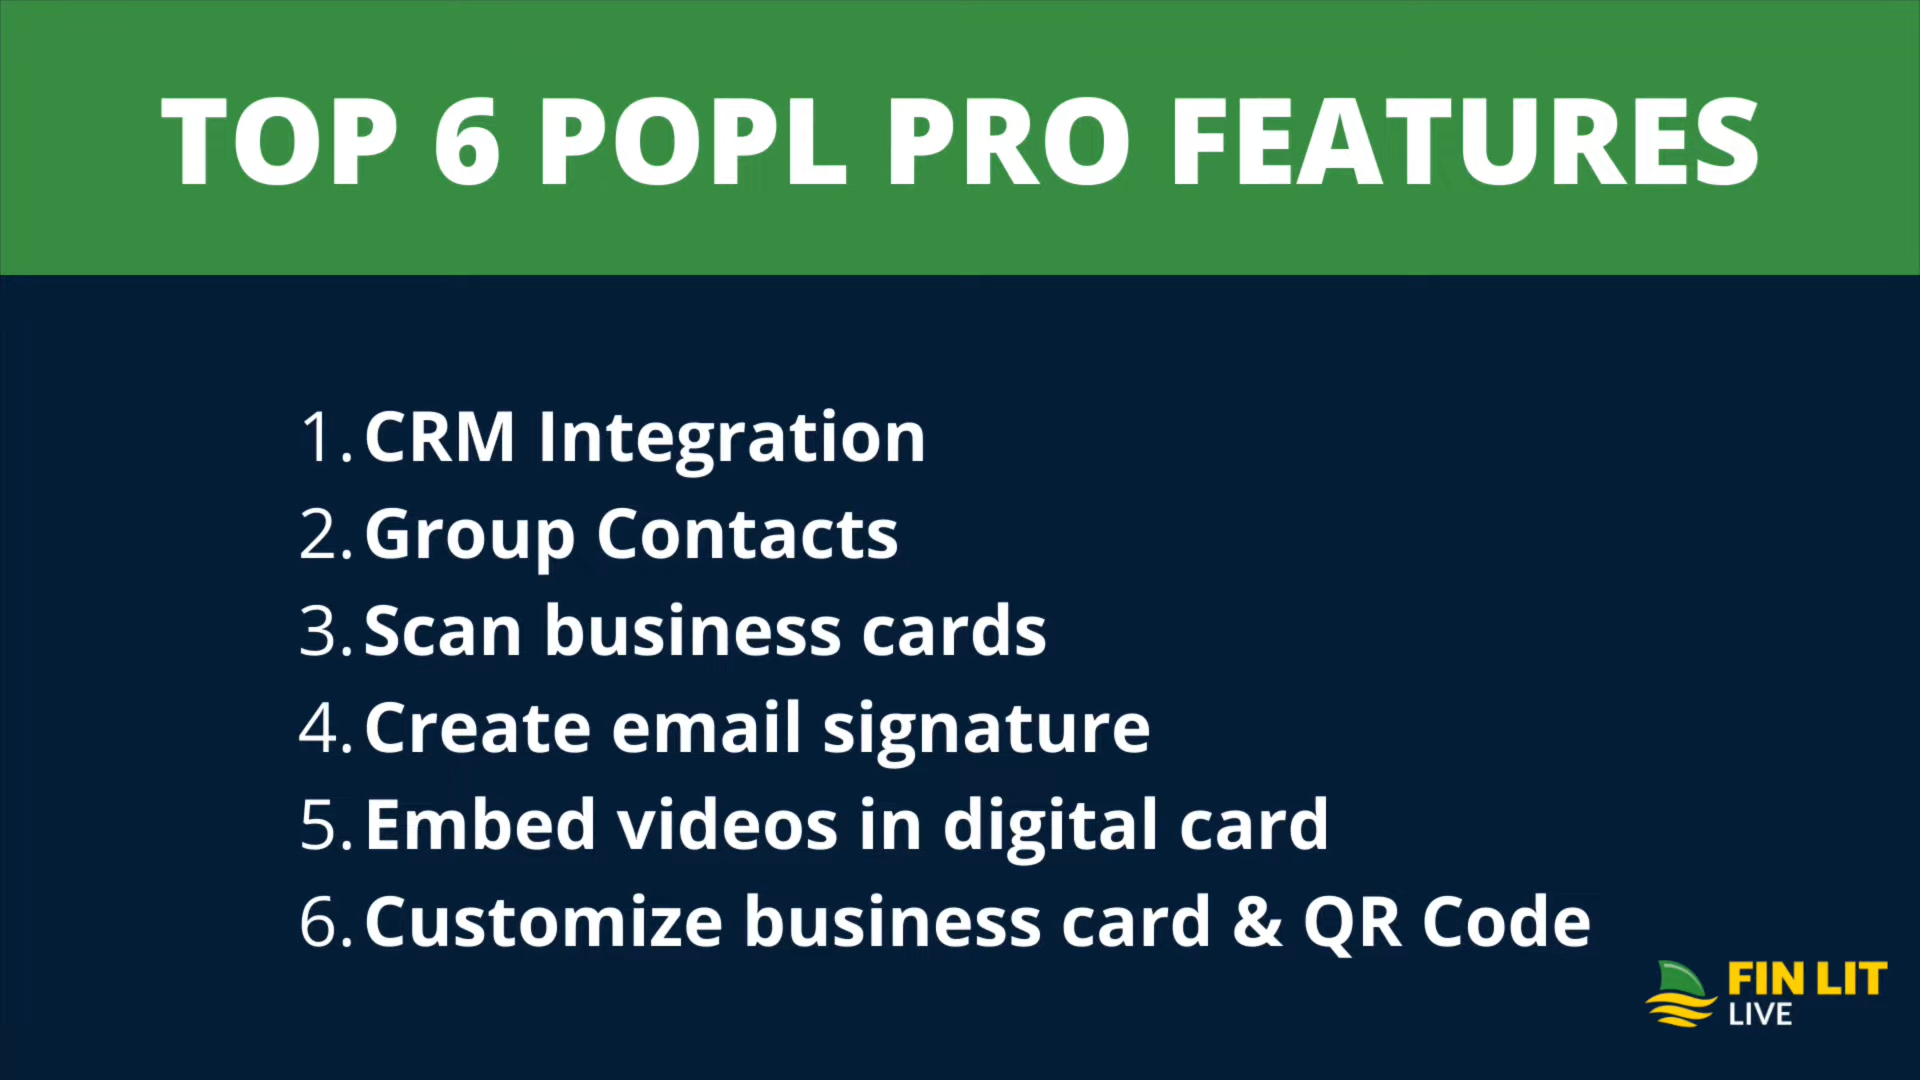 TOP 6 POPL PRO FEATURES
1. CRM Integration
2. Group Contacts
3. Scan business cards
4. Create email signature
5. Embed videos in digital card
6. Customize business card & QR Code
FIN LIT
LIVE